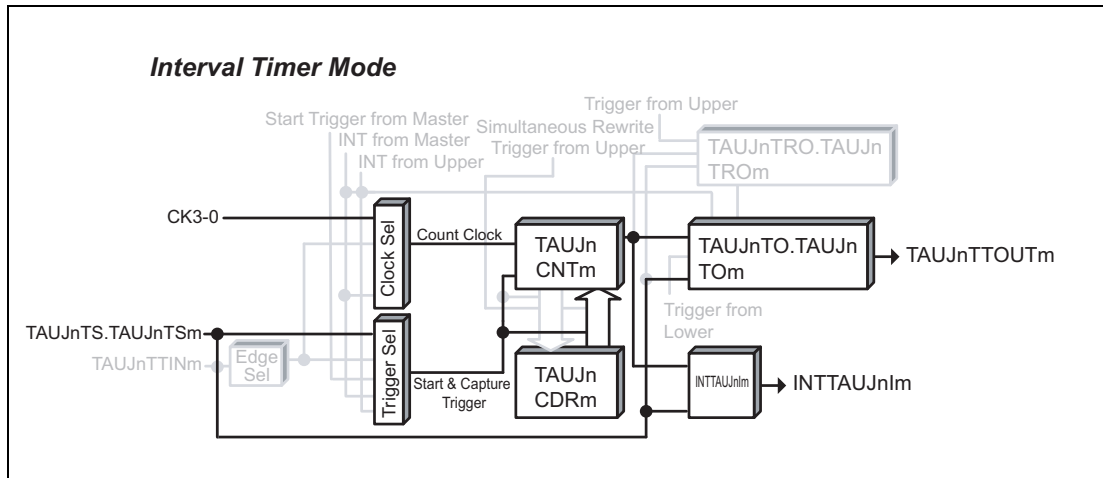 Interval Timer Mode
Trigger from Upper
Start Trigger from Master
Simultaneous Rewrite
INT from Master
Trigger from Upper
INT from Upper
TAUJnTRO.TAUJn
TROm
CK3-0
Clock Sel
Count Clock
TAUJn
CNTm
TAUJnTO.TAUJn
TOm
TAUJnTTOUTm
Trigger from
Lower
TAUJnTS.TAUJnTSm
TAUJnTTINm
Edge
Sel
Trigger Sel
Start & Capture
Trigger
TAUJn
CDRm
INTTAUJnIm
INTTAUJnIm